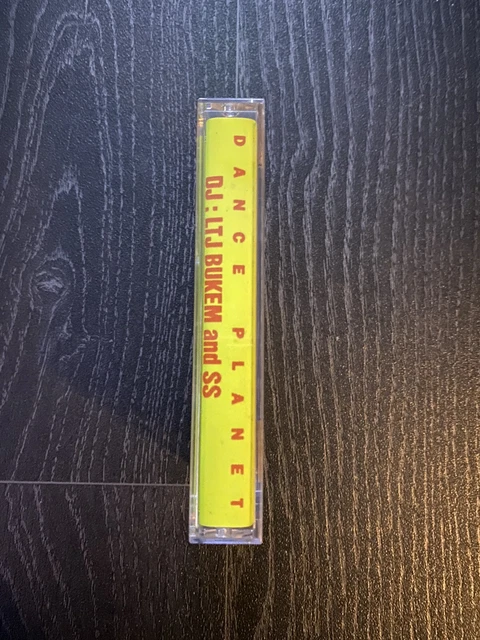 DANCE PLANET
DJ : LTJ BUKEM and SS